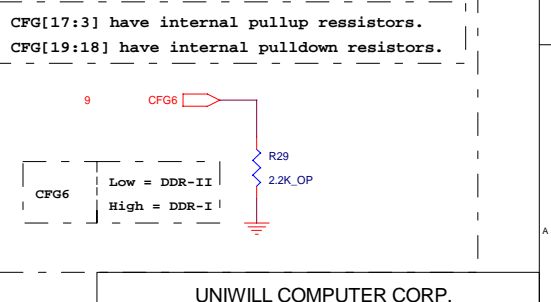 CFG[17:3] have internal pullup ressistors.
CFG[19:18] have internal pulldown resistors.
9 CFG6
R29
2.2K_OP
CFG6
Low = DDR-II
High = DDR-I
A
UNIWILL COMPUTER CORP.